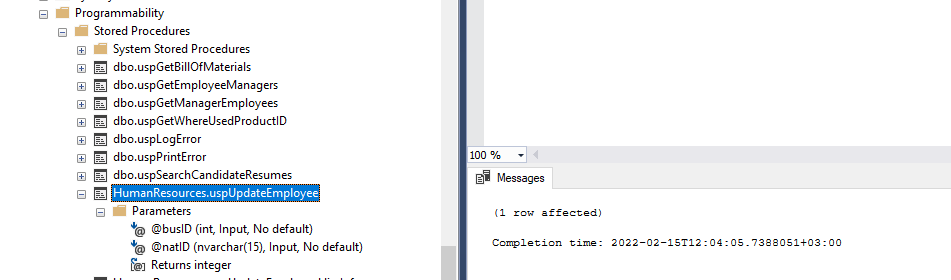 Programmability
Stored Procedures
System Stored Procedures
dbo.uspGetBillOfMaterials
dbo.uspGetEmployeeManagers
dbo.uspGetManagerEmployees
dbo.uspGetWhereUsedProductID
dbo.uspLogError
dbo.uspPrintError
dbo.uspSearchCandidateResumes
HumanResources.uspUpdateEmployee
Parameters
@busID (int, Input, No default)
@natID (nvarchar(15), Input, No default)
Returns integer
100 %
Messages
(1 row affected)
Completion time: 2022-02-15T12:04:05.7388051+03:00